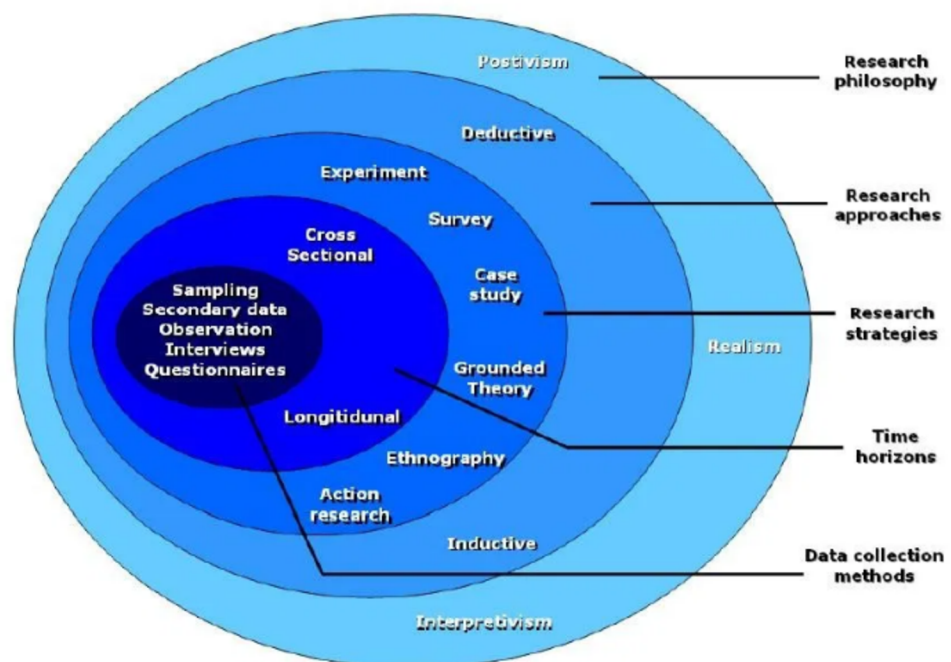 Postivism
Research
philosophy
Deductive
Experiment
Research
approaches
Survey
Cross
Sectional
Case
study
Sampling
Secondary data
Observation
Interviews
Questionnaires
Research
strategies
Realism
Grounded
Theory
Longitidunal
Time
horizons
Ethnography
Action
research
Inductive
Data collection
methods
Interpretivism